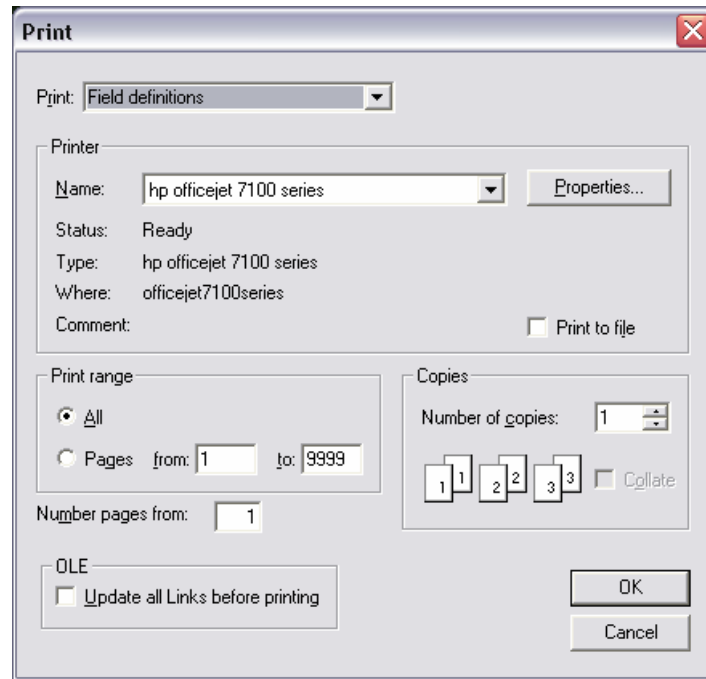 Print
Print: Field definitions
Printer
Name: hp officejet 7100 series Properties...
Status: Ready
Type: hp officejet 7100 series
Where: officejet7100series
Comment: Print to file
Print range
All
Pages from: 1 to: 9999
Number pages from: 1
Copies
Number of copies: 1
1 1 2 2 3 3 Collate
OLE
Update all Links before printing
OK
Cancel